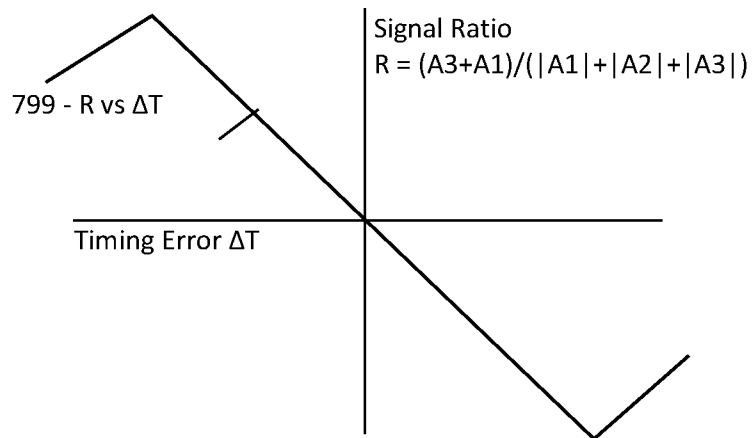 Signal Ratio
R = (A3+A1)/(|A1|+|A2|+|A3|)
799 - R vs ΔT
Timing Error ΔT